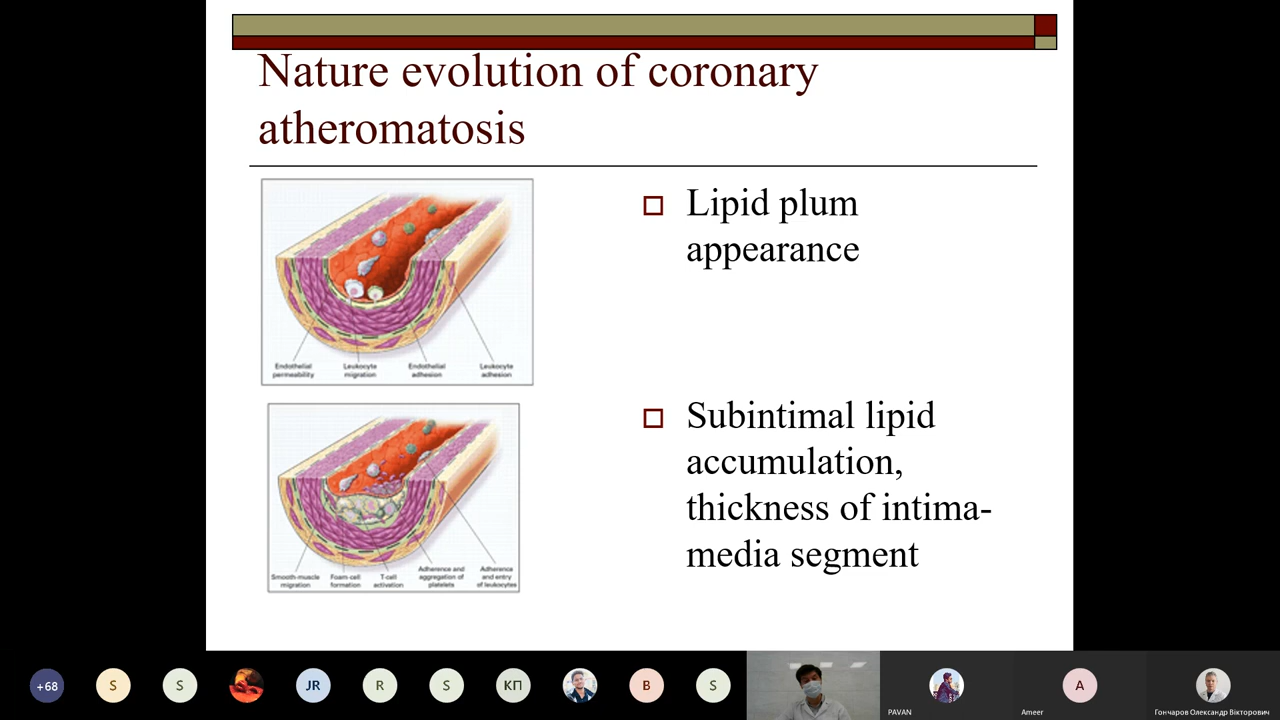 Nature evolution of coronary
atheromatosis
Lipid plum
appearance
Endothelial
permeability
Leukocyte
migration
Endothelial
adhesion
Leukocyte
adhesion
Subintimal lipid
accumulation,
thickness of intima-
media segment
Smooth-muscle
migration
Foam-cell
formation
T-cell
activation
Adherence and
aggregation of
platelets
Adherence
and entry
of leukocytes
+68
S
S
JR
R
S
КП
B
S
PAVAN
A
Ameer
Гончаров Олександр Вікторович